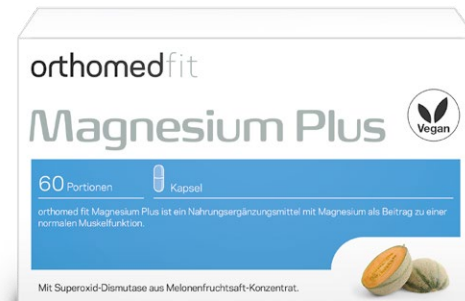 orthomedfit
Magnesium Plus
Vegan
60 Portionen
Kapsel
orthomed fit Magnesium Plus ist ein Nahrungsergänzungsmittel mit Magnesium als Beitrag zu einer
normalen Muskelfunktion.
Mit Superoxid-Dismutase aus Melonenfruchtsaft-Konzentrat.